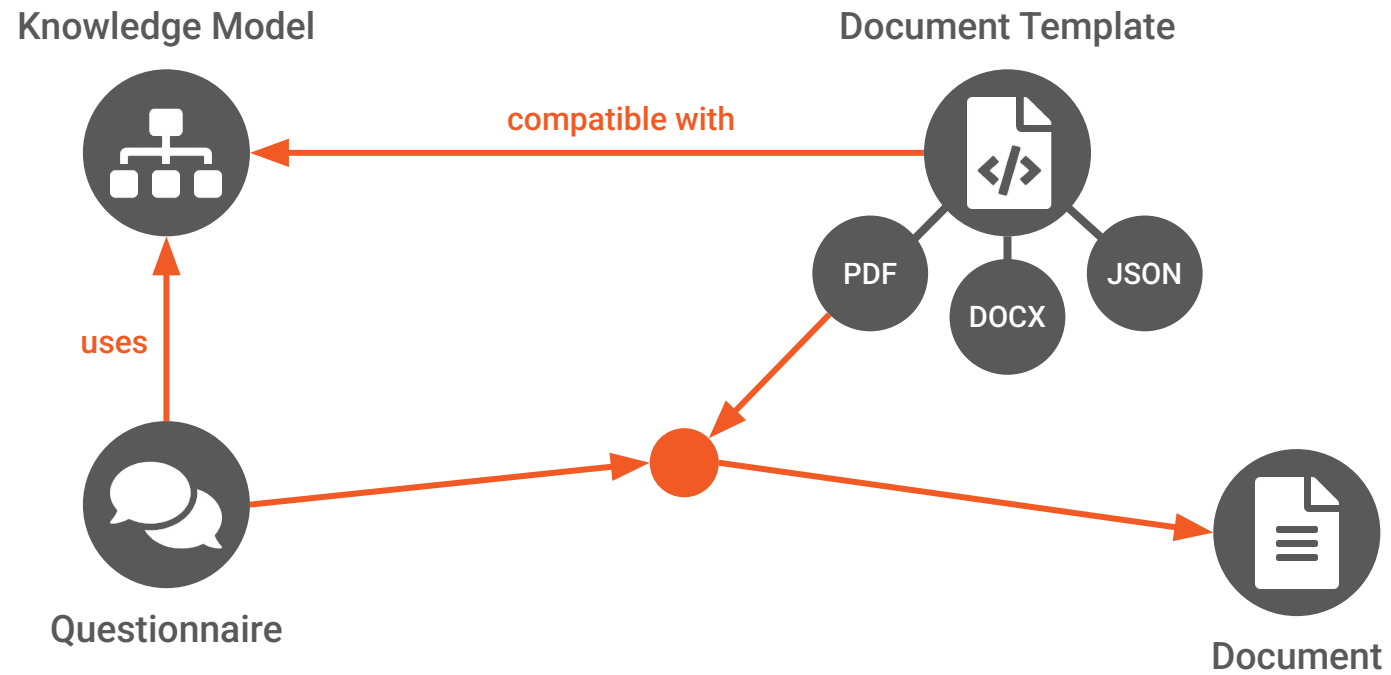 Knowledge Model
Document Template
compatible with
PDF
JSON
DOCX
uses
Questionnaire
Document